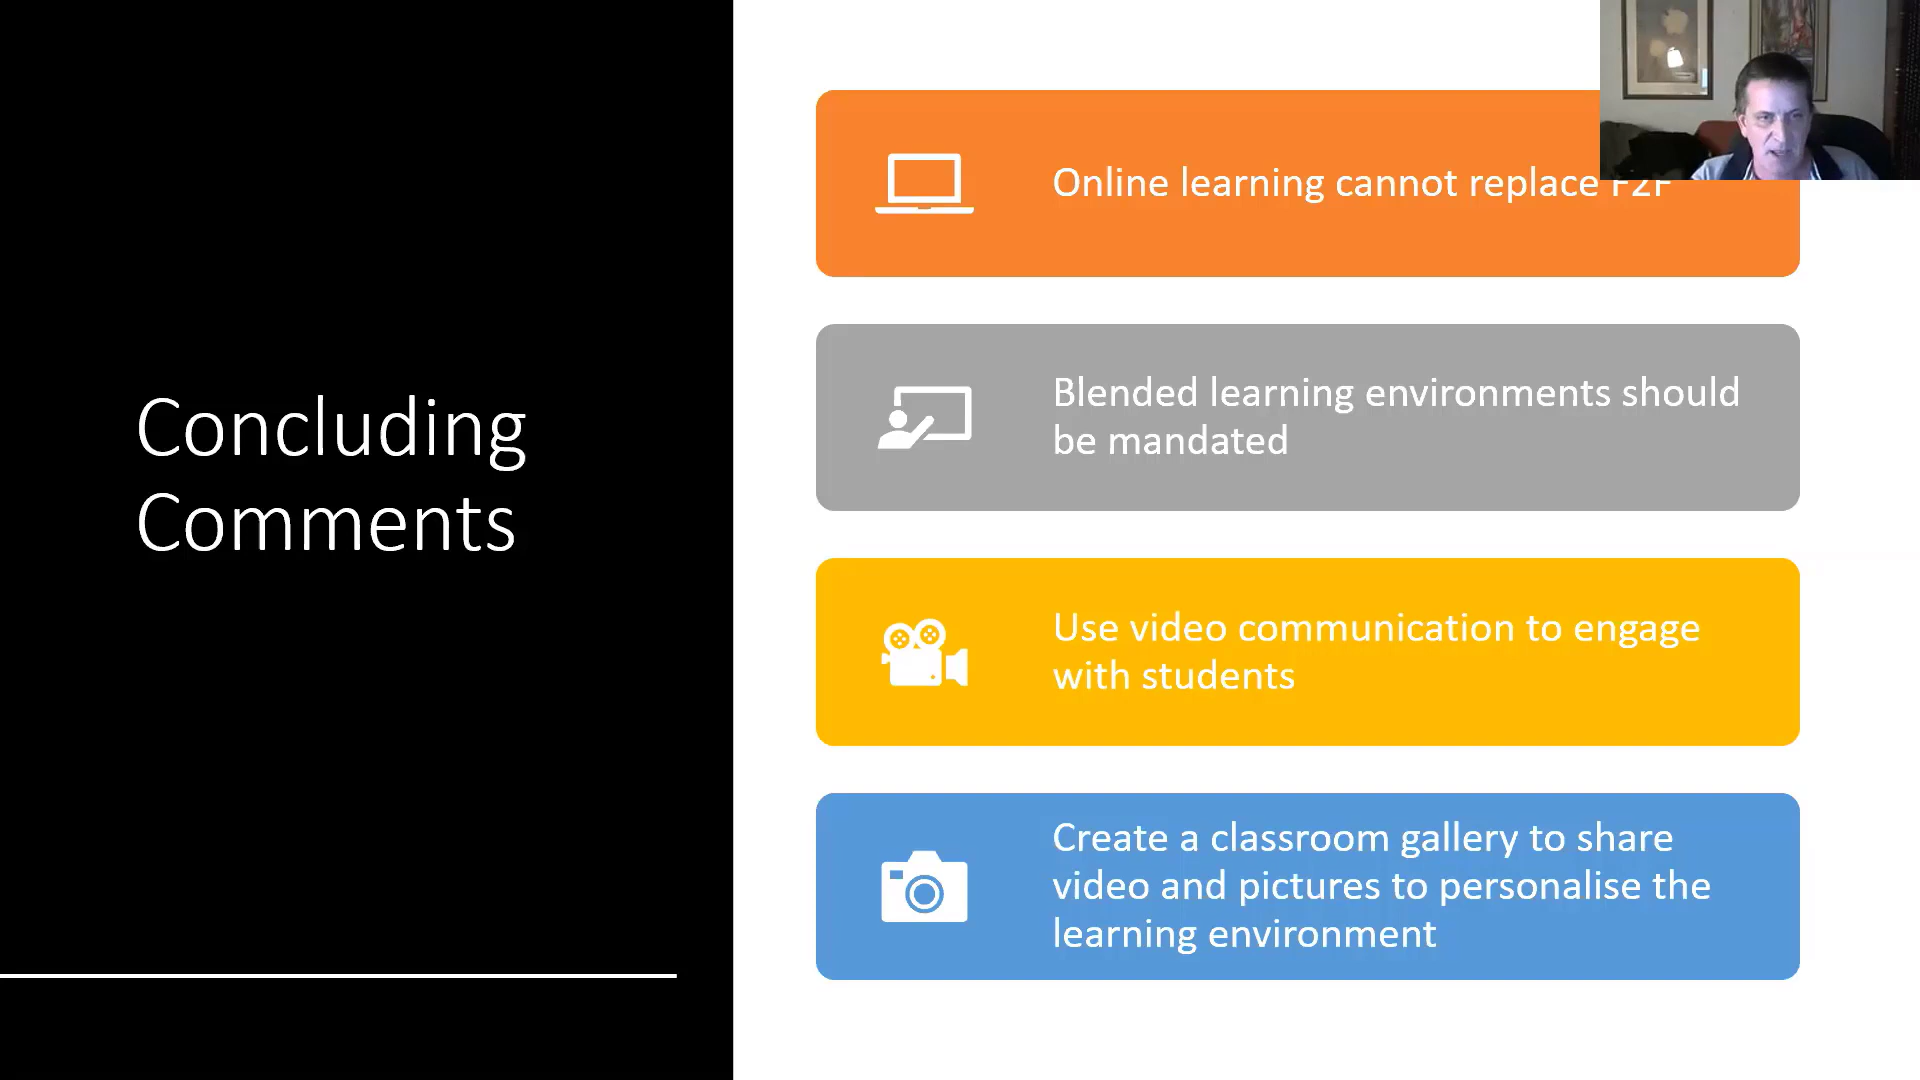 Concluding
Comments
Online learning cannot replace F2F
Blended learning environments should
be mandated
Use video communication to engage
with students
Create a classroom gallery to share
video and pictures to personalise the
learning environment